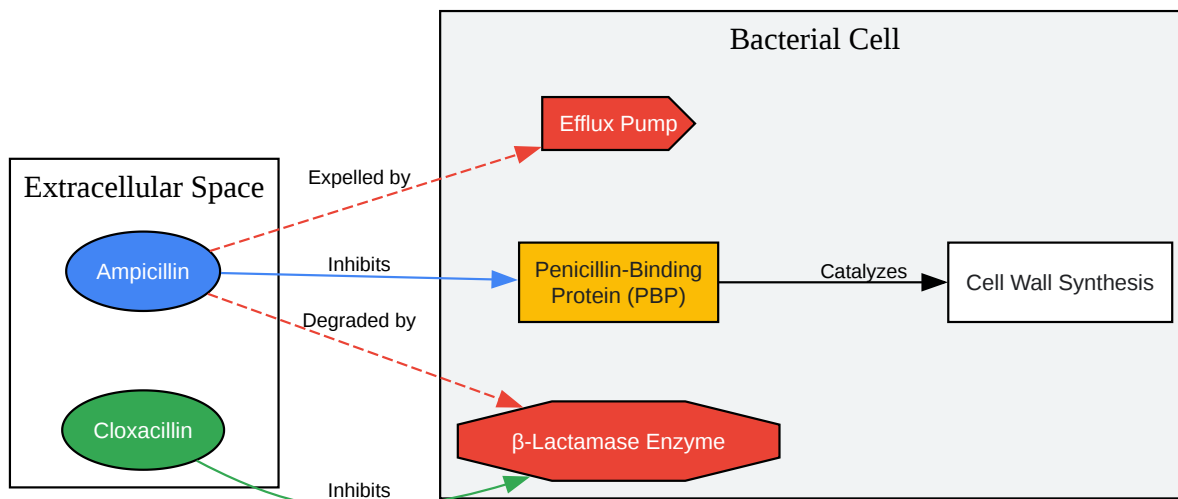 Bacterial Cell
Efflux Pump
Expelled by
Extracellular Space
Ampicillin
Inhibits
Penicillin-Binding
Protein (PBP)
Catalyzes
Cell Wall Synthesis
Degraded by
Cloxacillin
β-Lactamase Enzyme
Inhibits